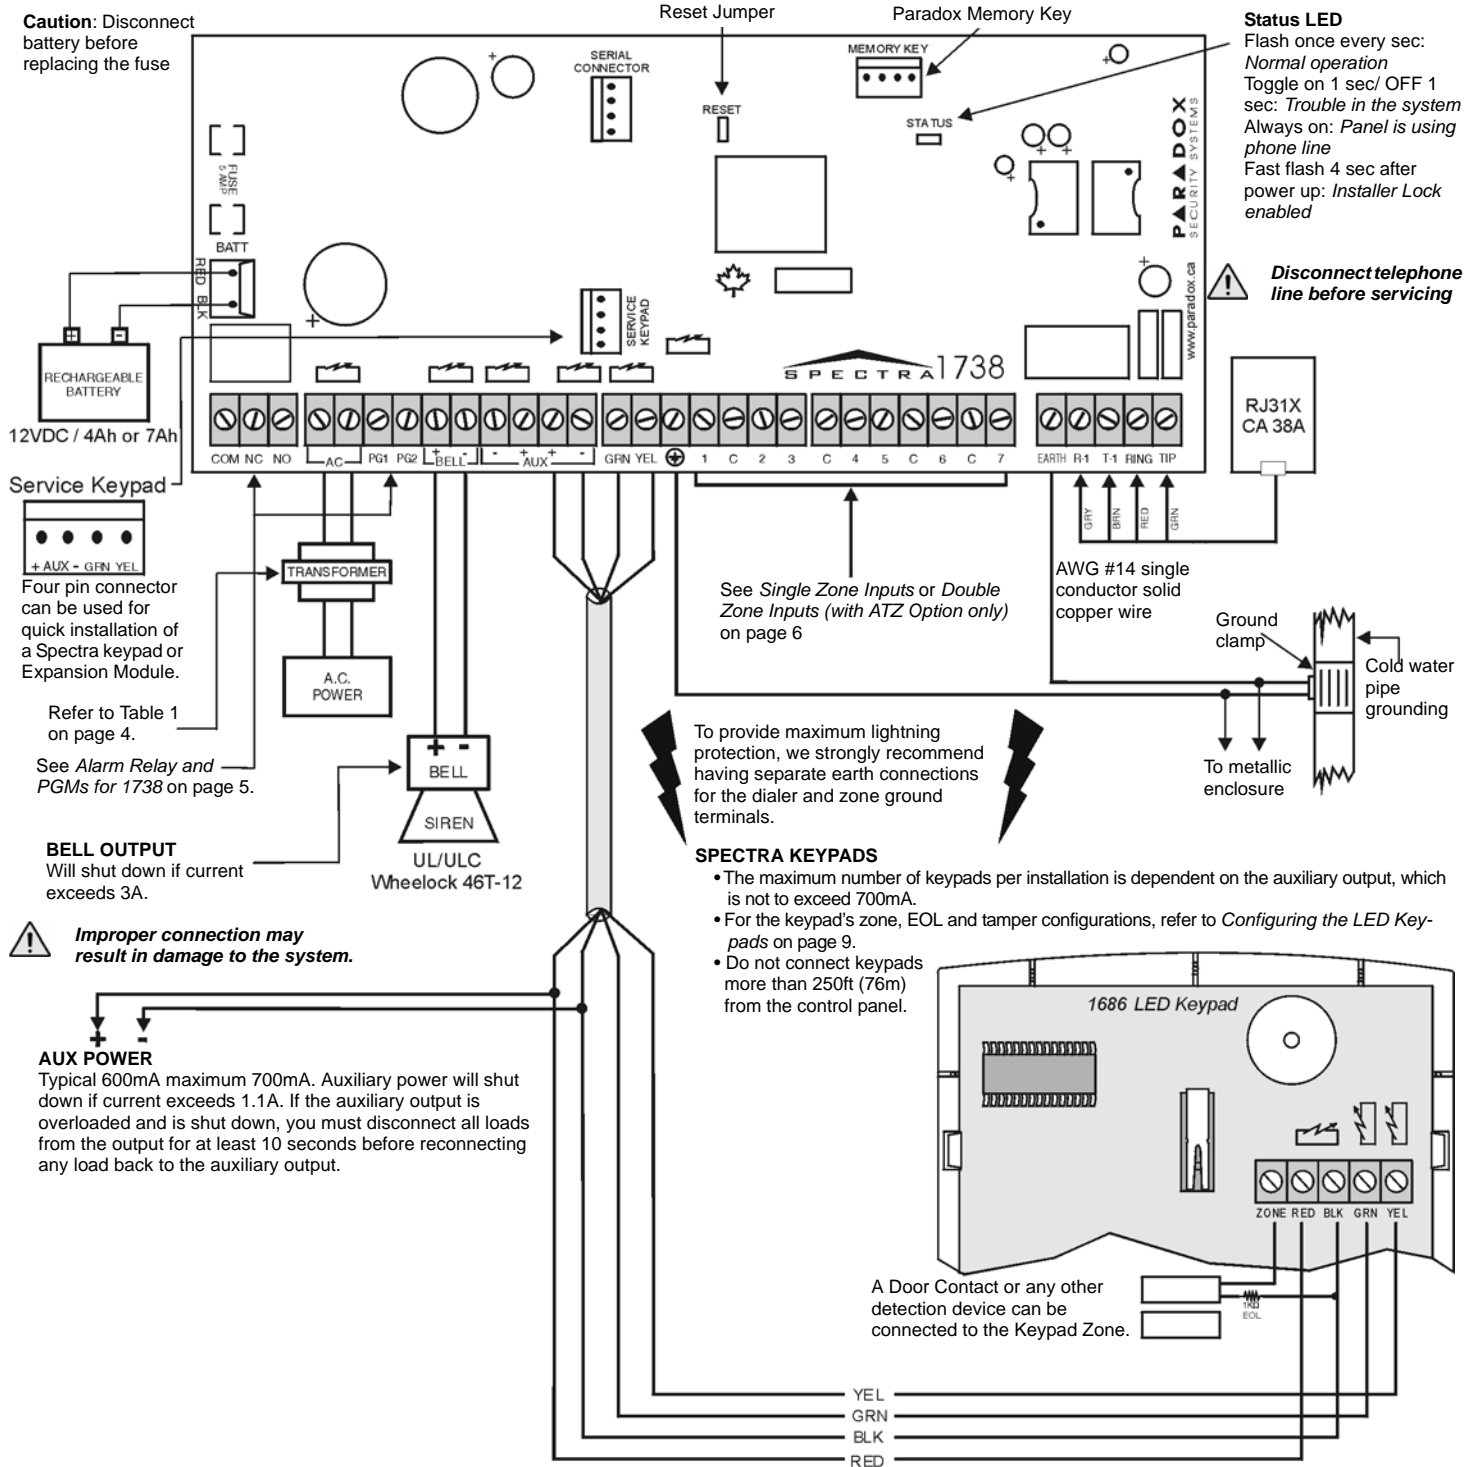 Caution: Disconnect
battery before
replacing the fuse
Reset Jumper
Paradox Memory Key
Status LED
Flash once every sec:
Normal operation
Toggle on 1 sec/ OFF 1
sec: Trouble in the system
Always on: Panel is using
phone line
Fast flash 4 sec after
power up: Installer Lock
enabled
SERIAL
CONNECTOR
MEMORY KEY
RESET
STATUS
PARADOX
SECURITY SYSTEMS
www.paradox.ca
FUSE
5 AMP
BATT
RED
BLK
+
-
RECHARGEABLE
BATTERY
12VDC / 4Ah or 7Ah
SERVICE
KEYPAD
SPECTRA 1738
Disconnect telephone
line before servicing
RJ31X
CA 38A
COM NC NO
AC
PG1 PG2
+ BELL -
- AUX + + -
GRN YEL
1 C 2 3 C 4 5 C 6 C 7
EARTH R-1 T-1 RING TIP
GRY
BRN
RED
GRN
Service Keypad
+ AUX - GRN YEL
Four pin connector
can be used for
quick installation of
a Spectra keypad or
Expansion Module.
TRANSFORMER
A.C.
POWER
Refer to Table 1
on page 4.
See Alarm Relay and
PGMs for 1738 on page 5.
See Single Zone Inputs or Double
Zone Inputs (with ATZ Option only)
on page 6
AWG #14 single
conductor solid
copper wire
Ground
clamp
Cold water
pipe
grounding
To metallic
enclosure
+ -
BELL
SIREN
UL/ULC
Wheelock 46T-12
BELL OUTPUT
Will shut down if current
exceeds 3A.
To provide maximum lightning
protection, we strongly recommend
having separate earth connections
for the dialer and zone ground
terminals.
Improper connection may
result in damage to the system.
SPECTRA KEYPADS
• The maximum number of keypads per installation is dependent on the auxiliary output, which
is not to exceed 700mA.
• For the keypad's zone, EOL and tamper configurations, refer to Configuring the LED Key-
pads on page 9.
• Do not connect keypads
more than 250ft (76m)
from the control panel.
+ -
AUX POWER
Typical 600mA maximum 700mA. Auxiliary power will shut
down if current exceeds 1.1A. If the auxiliary output is
overloaded and is shut down, you must disconnect all loads
from the output for at least 10 seconds before reconnecting
any load back to the auxiliary output.
1686 LED Keypad
ZONE RED BLK GRN YEL
A Door Contact or any other
detection device can be
connected to the Keypad Zone.
1KΩ
EOL
YEL
GRN
BLK
RED